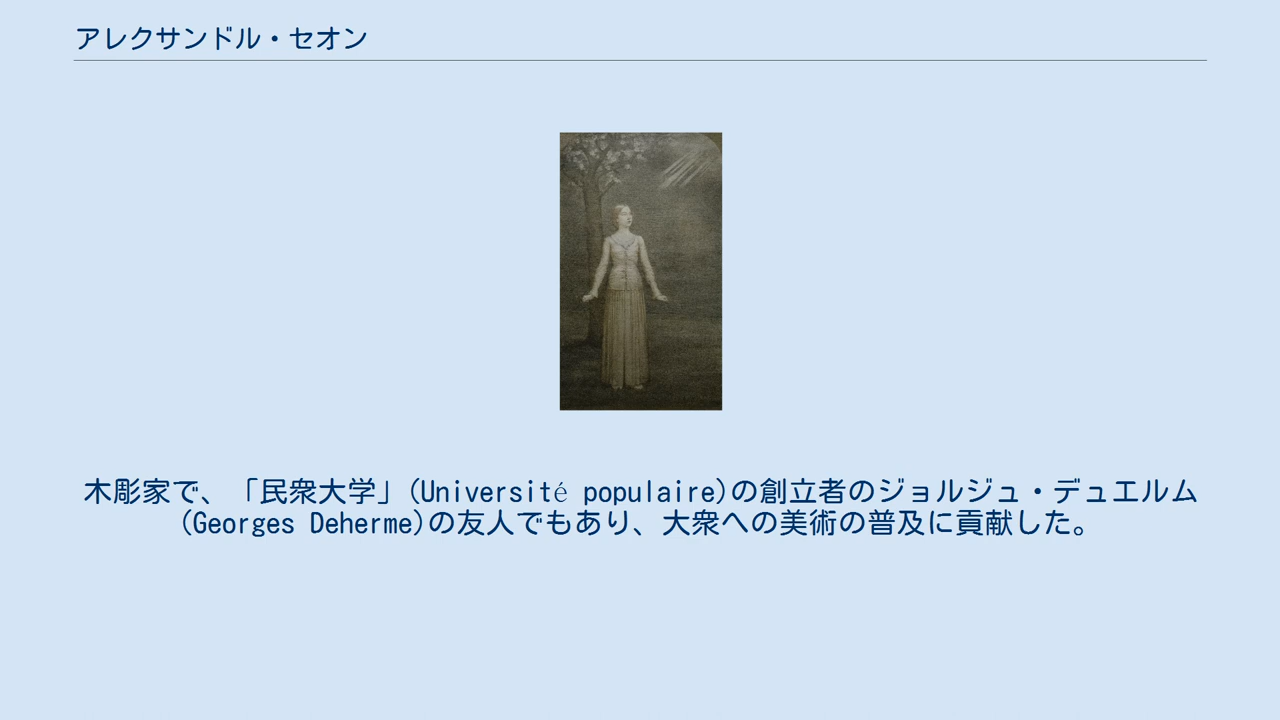 アレクサンドル・セオン
木彫家で、「民衆大学」(Université populaire)の創立者のジョルジュ・デュエルム
(Georges Deherme)の友人でもあり、大衆への美術の普及に貢献した。